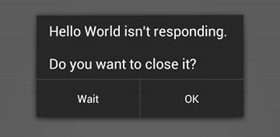 Hello World isn't responding.
Do you want to close it?
Wait
OK